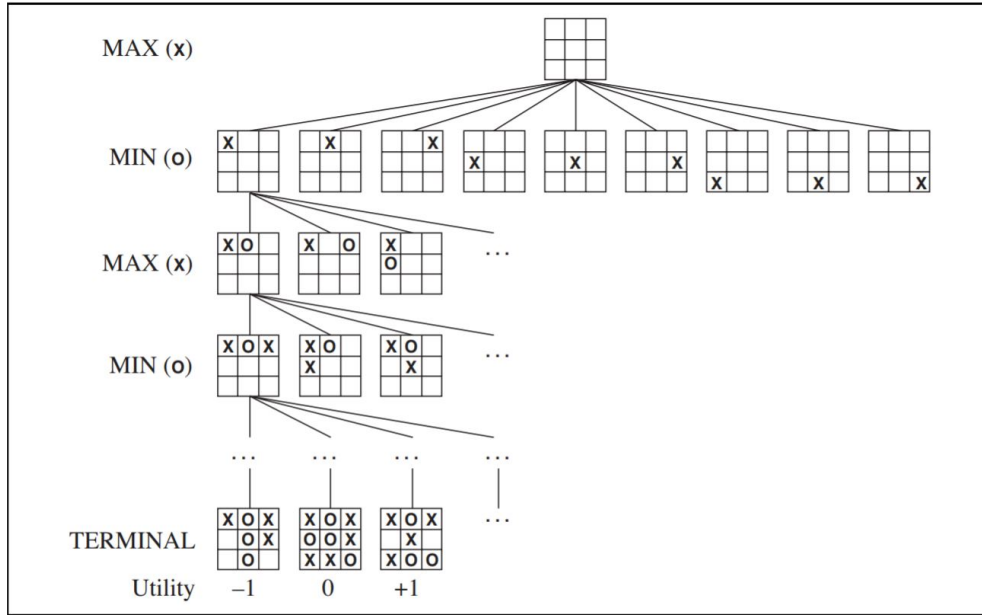 MAX (X)
X X X X X X X X X
MIN (O)
X O X O X
MAX (X) ...
O
X O X X O X O
MIN (O) X X ...
... ... ... ...
X O X X O X X O X ...
TERMINAL O X O O X X
O X X O X O O
Utility –1 0 +1